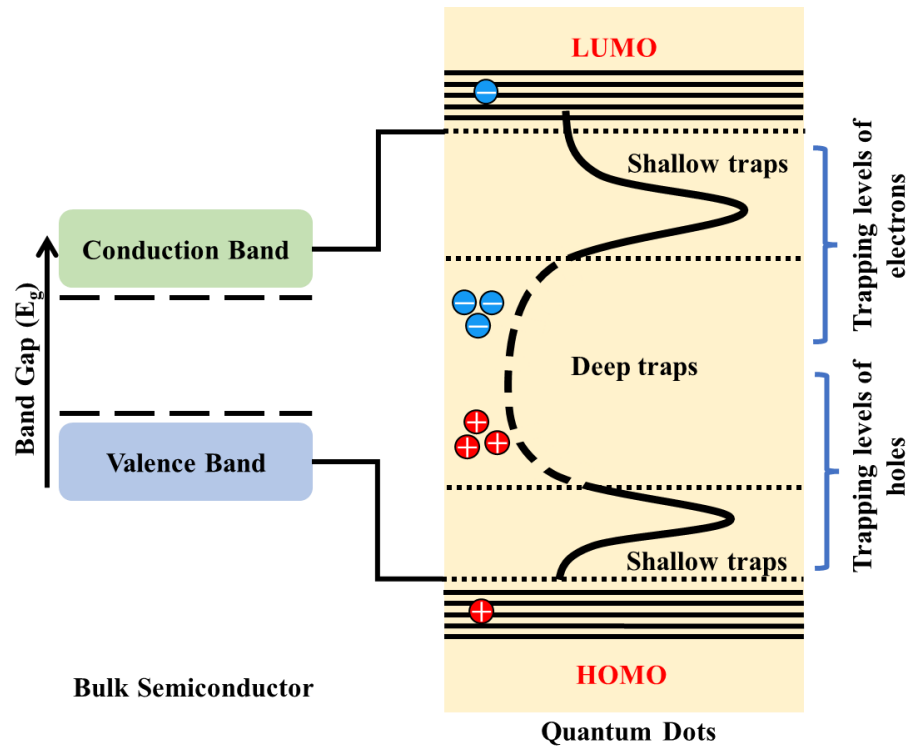 LUMO
Shallow traps
Trapping levels of
electrons
Conduction Band
Band Gap (Eg)
Deep traps
Valence Band
Trapping levels of
holes
Shallow traps
HOMO
Bulk Semiconductor
Quantum Dots